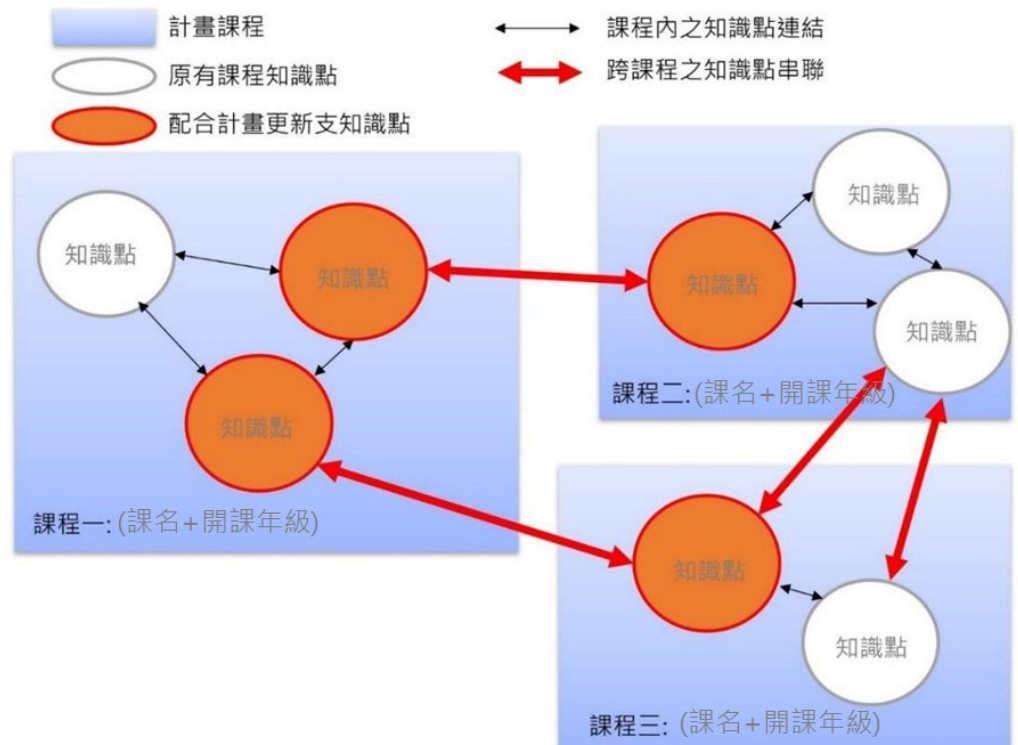 計畫課程
原有課程知識點
配合計畫更新支知識點
課程內之知識點連結
跨課程之知識點串聯
知識點
知識點
知識點
課程一: (課名+開課年級)
知識點
知識點
知識點
課程二: (課名+開課年級)
知識點
知識點
課程三: (課名+開課年級)